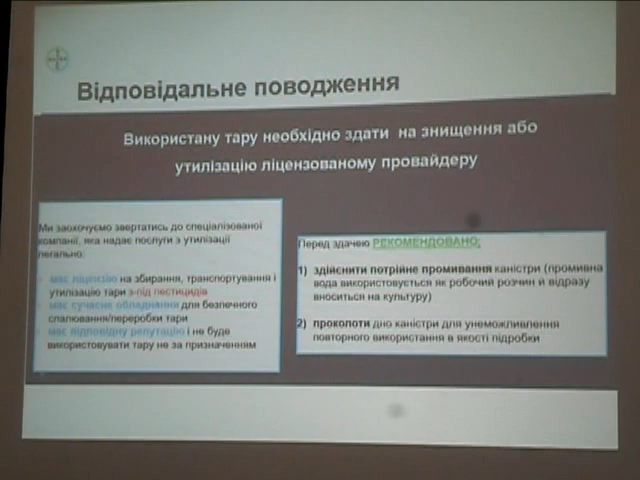 Відповідальне поводження
Використану тару необхідно здати на знищення або
утилізацію ліцензованому провайдеру
Ми заохочуємо звертатись до спеціалізованої
компанії, яка надає послуги з утилізації
легально:
має ліцензію на збирання, транспортування і
утилізацію тари з-під пестицидів
має сучасне обладнання для безпечного
спалювання/переробки тари
має відповідну репутацію і не буде
використовувати тару не за призначенням
Перед здачею РЕКОМЕНДОВАНО:
1) здійснити потрійне промивання каністри (промивна
вода використовується як робочий розчин й відразу
вноситься на культуру)
2) проколоти дно каністри для унеможливлення
повторного використання в якості підробки